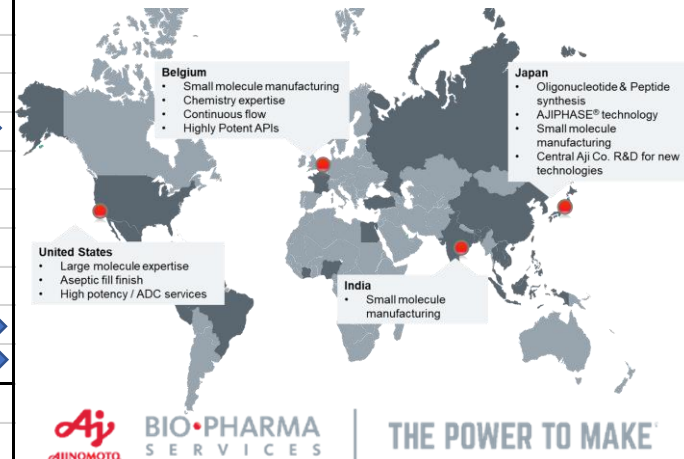 Belgium
• Small molecule manufacturing
• Chemistry expertise
• Continuous flow
• Highly Potent APIs
Japan
• Oligonucleotide & Peptide
synthesis
• AJIPHASE® technology
• Small molecule
manufacturing
• Central Aji Co. R&D for new
technologies
United States
• Large molecule expertise
• Aseptic fill finish
• High potency / ADC services
India
• Small molecule
manufacturing
Aj
AJINOMOTO
BIO•PHARMA
SERVICES
THE POWER TO MAKE